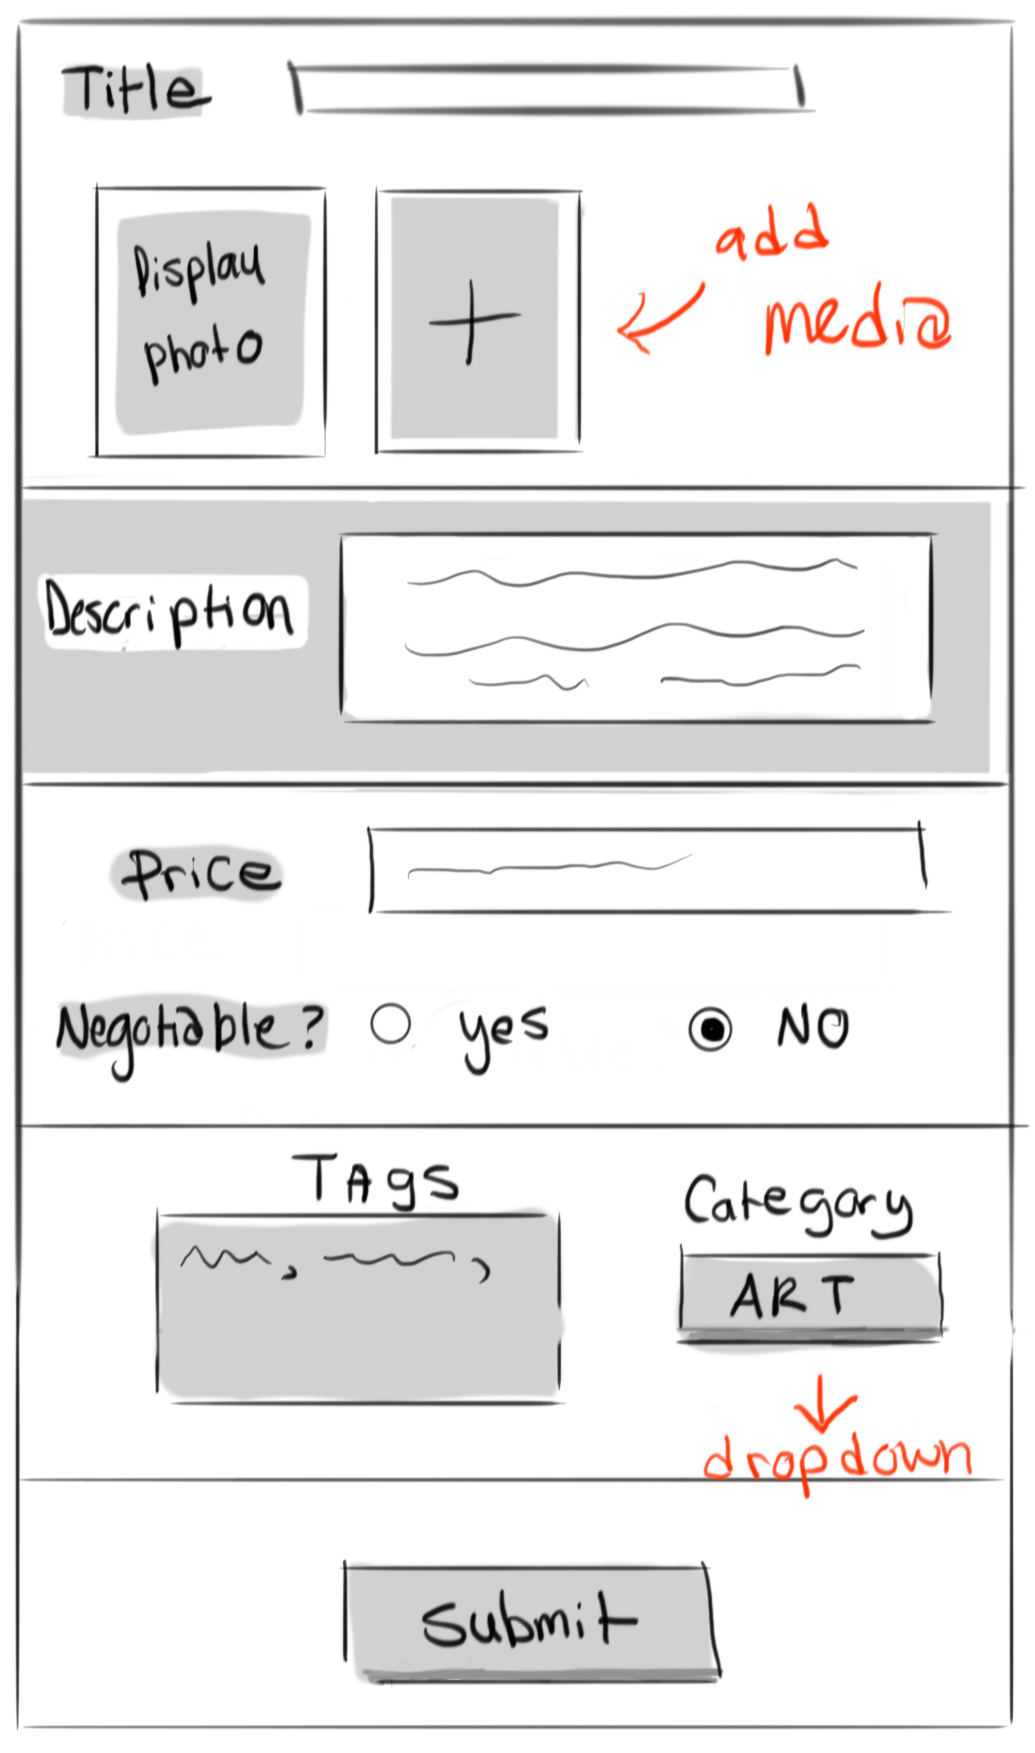 Title
Display
photo
+
add
media
Description
Price
Negotiable? yes NO
TAgs
Category
ART
dropdown
Submit